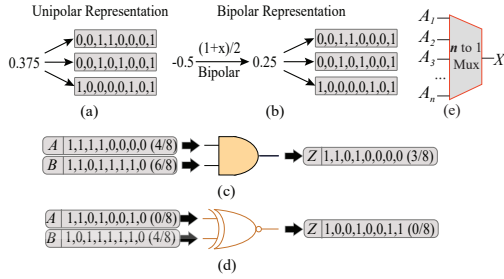 Unipolar Representation
0.375
0,0,1,1,0,0,0,1
0,0,1,0,1,0,0,1
1,0,0,0,0,1,0,1
(a)
Bipolar Representation
-0.5
(1+x)/2
Bipolar
0.25
0,0,1,1,0,0,0,1
0,0,1,0,1,0,0,1
1,0,0,0,0,1,0,1
(b)
A1
A2
A3
...
An
n to 1
Mux
X
(e)
A 1,1,1,1,0,0,0,0 (4/8)
B 1,1,0,1,1,1,1,0 (6/8)
Z 1,1,0,1,0,0,0,0 (3/8)
(c)
A 1,1,0,1,0,0,1,0 (0/8)
B 1,0,1,1,1,1,1,0 (4/8)
Z 1,0,0,1,0,0,1,1 (0/8)
(d)